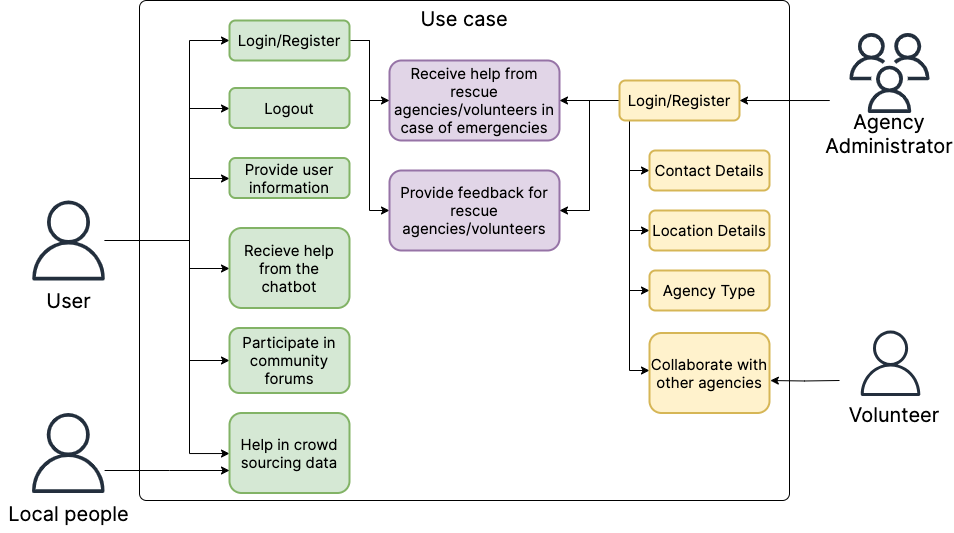 Use case
Login/Register
Logout
Provide user
information
Recieve help
from the
chatbot
Participate in
community
forums
Help in crowd
sourcing data
Receive help from
rescue
agencies/volunteers in
case of emergencies
Provide feedback for
rescue
agencies/volunteers
Login/Register
Contact Details
Location Details
Agency Type
Collaborate with
other agencies
User
Local people
Agency
Administrator
Volunteer